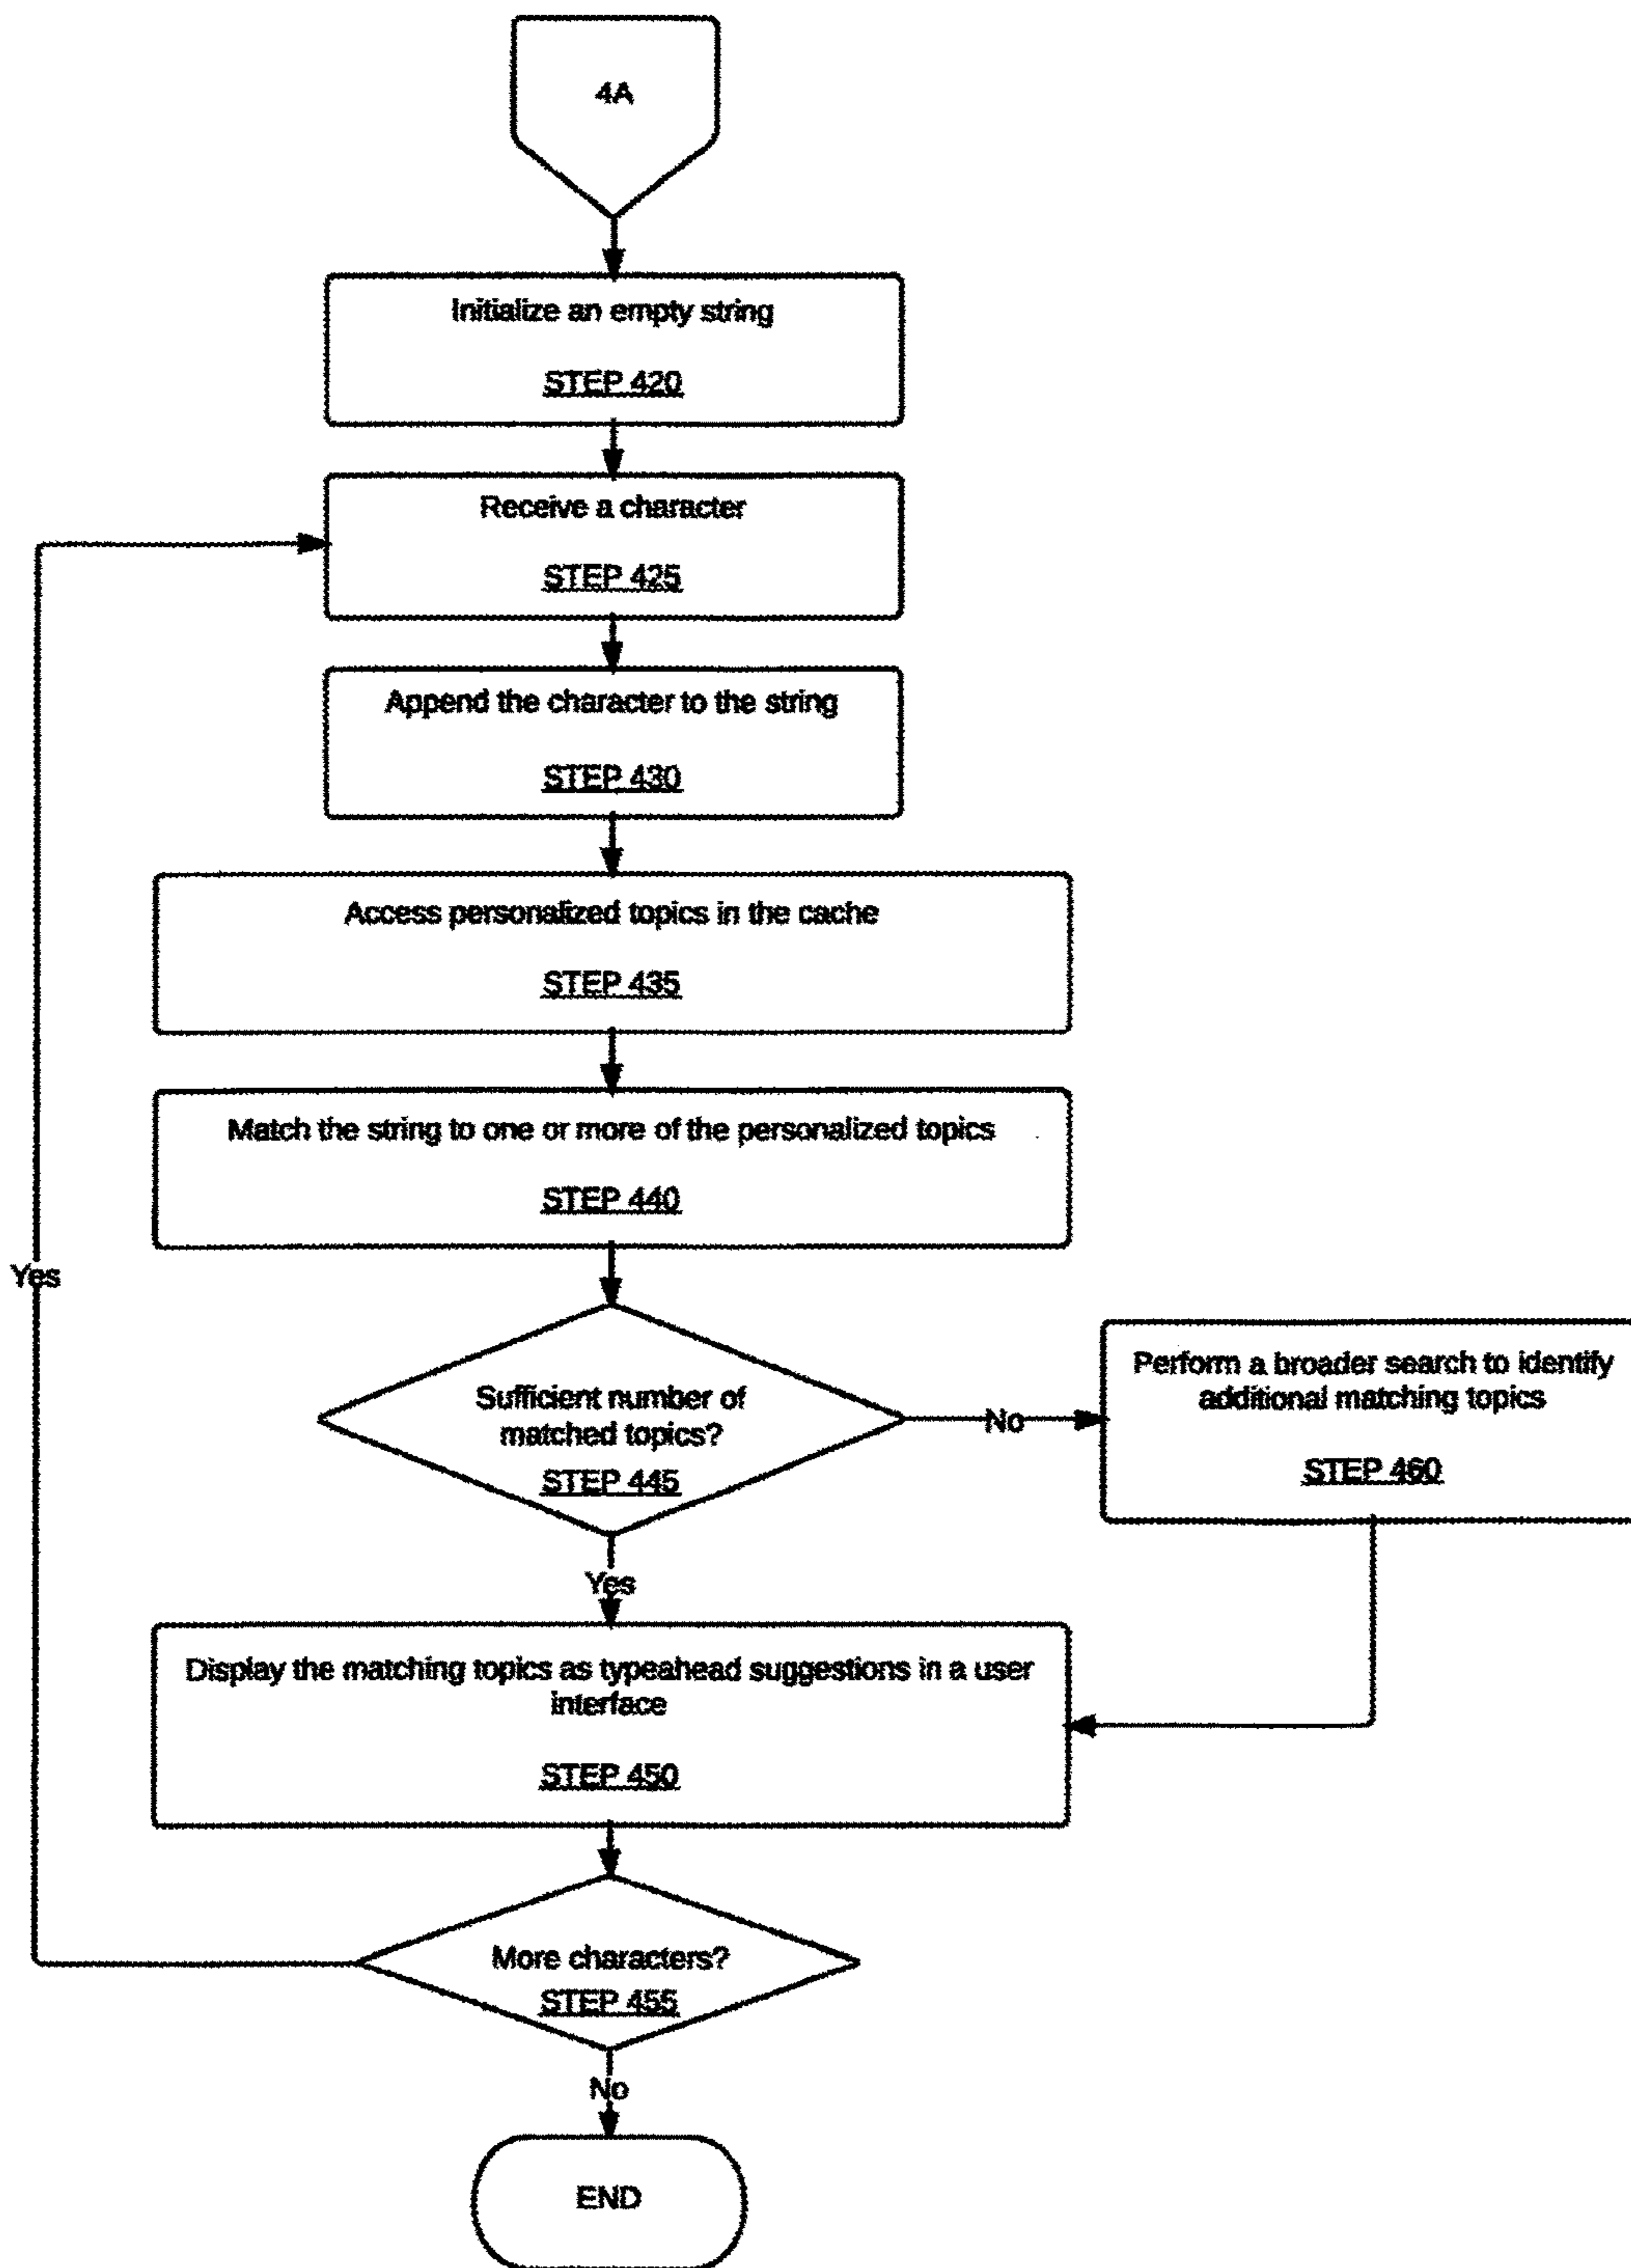 4A
Initialize an empty string
STEP 420
Receive a character
STEP 425
Append the character to the string
STEP 430
Access personalized topics in the cache
STEP 435
Match the string to one or more of the personalized topics
STEP 440
Yes
Sufficient number of
matched topics?
STEP 445
No
Perform a broader search to identify
additional matching topics
STEP 460
Yes
Display the matching topics as typeahead suggestions in a user
interface
STEP 450
More characters?
STEP 455
No
END